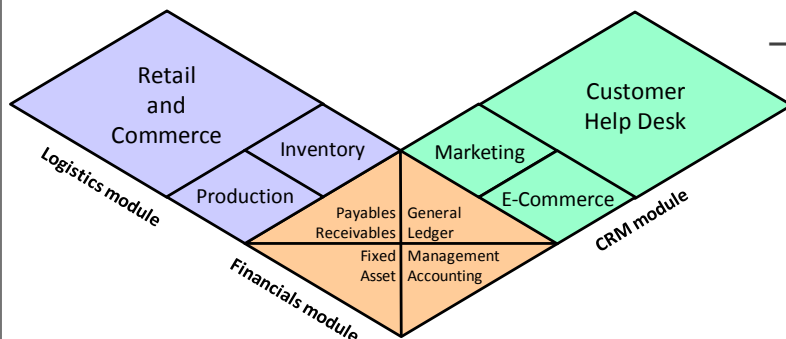 Retail
and
Commerce
Customer
Help Desk
Inventory
Marketing
Production
E-Commerce
Logistics module
Payables
Receivables
General
Ledger
CRM module
Fixed
Asset
Management
Accounting
Financials module